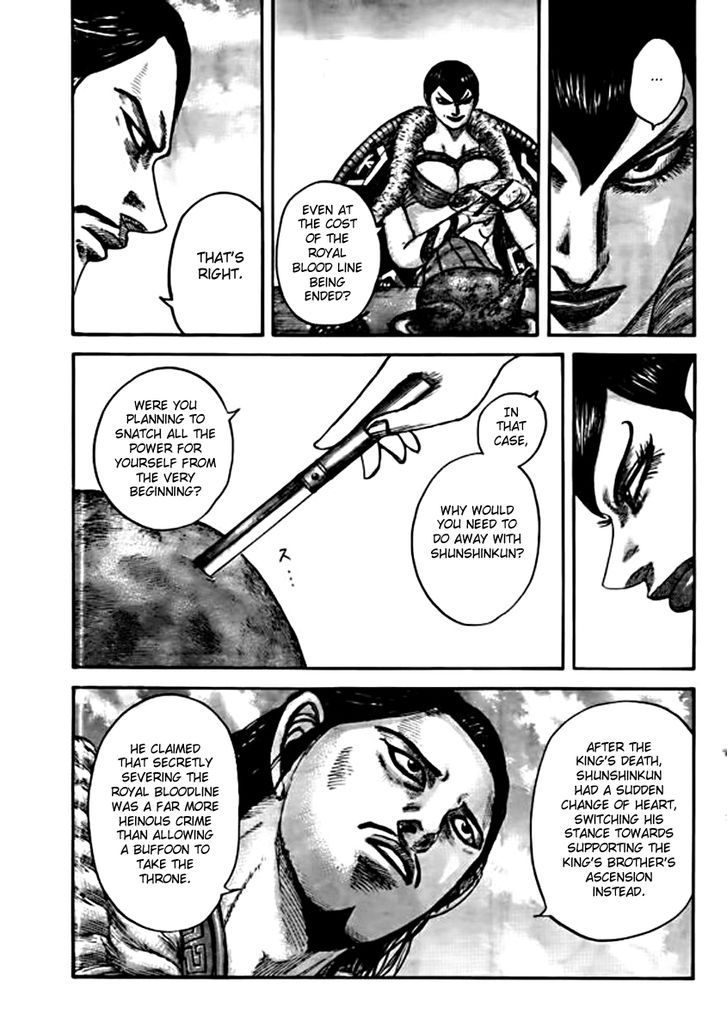 ...
EVEN AT
THE COST
OF THE
ROYAL
BLOOD LINE
BEING
ENDED?
THAT'S
RIGHT.
IN
THAT
CASE,
WHY WOULD
YOU NEED TO
DO AWAY WITH
SHUNSHINKUN?
ス
...
WERE YOU
PLANNING TO
SNATCH ALL THE
POWER FOR
YOURSELF FROM
THE VERY
BEGINNING?
AFTER THE
KING'S DEATH,
SHUNSHINKUN
HAD A SUDDEN
CHANGE OF HEART,
SWITCHING HIS
STANCE TOWARDS
SUPPORTING THE
KING'S BROTHER'S
ASCENSION
INSTEAD.
HE CLAIMED
THAT SECRETLY
SEVERING THE
ROYAL BLOODLINE
WAS A FAR MORE
HEINOUS CRIME
THAN ALLOWING
A BUFFOON TO
TAKE THE
THRONE.